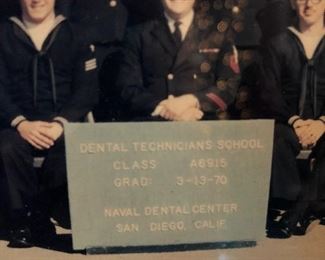 DENTAL TECHNICIANS SCHOOL
CLASS A6915
GRAD: 3-13-70
NAVAL DENTAL CENTER
SAN DIEGO, CALIF.